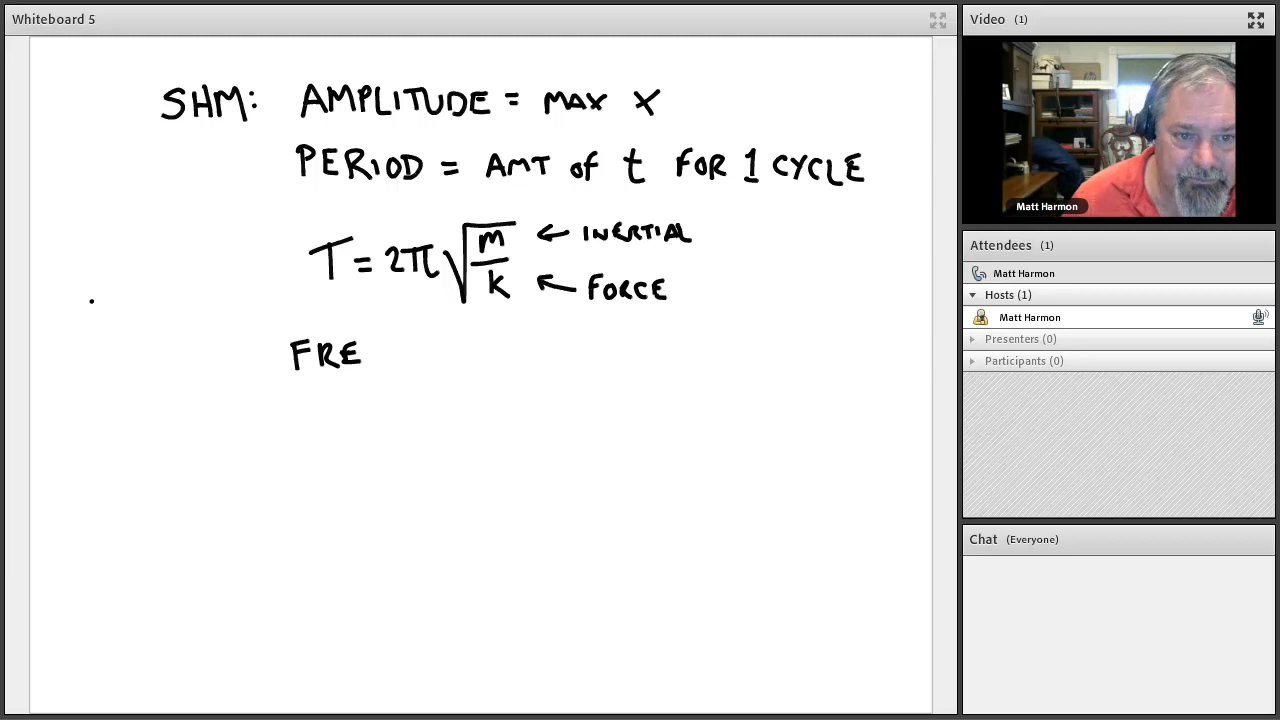 Whiteboard 5
SHM: AMPLITUDE = MAX X
PERIOD = AMT of t FOR 1 CYCLE
T = 2π√(m/k) ← INERTIAL
← FORCE
FRE
Video (1)
Matt Harmon
Attendees (1)
Matt Harmon
Hosts (1)
Matt Harmon
Presenters (0)
Participants (0)
Chat (Everyone)